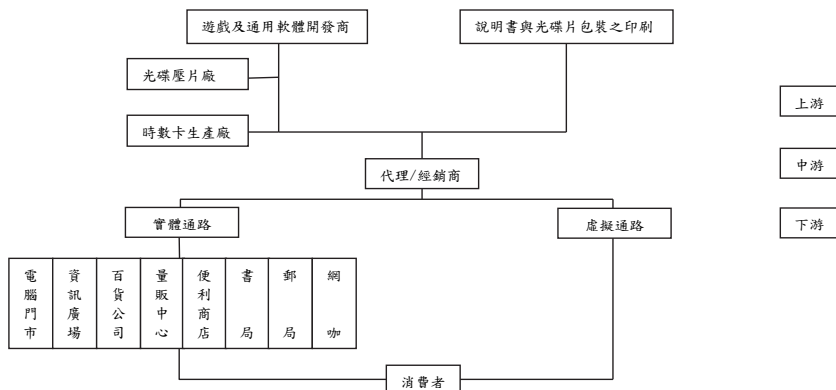 遊戲及通用軟體開發商
說明書與光碟片包裝之印刷
光碟壓片廠
上游
時數卡生產廠
中游
代理/經銷商
實體通路
虛擬通路
下游
電腦門市
資訊廣場
百貨公司
量販中心
便利商店
書局
郵局
網咖
消費者